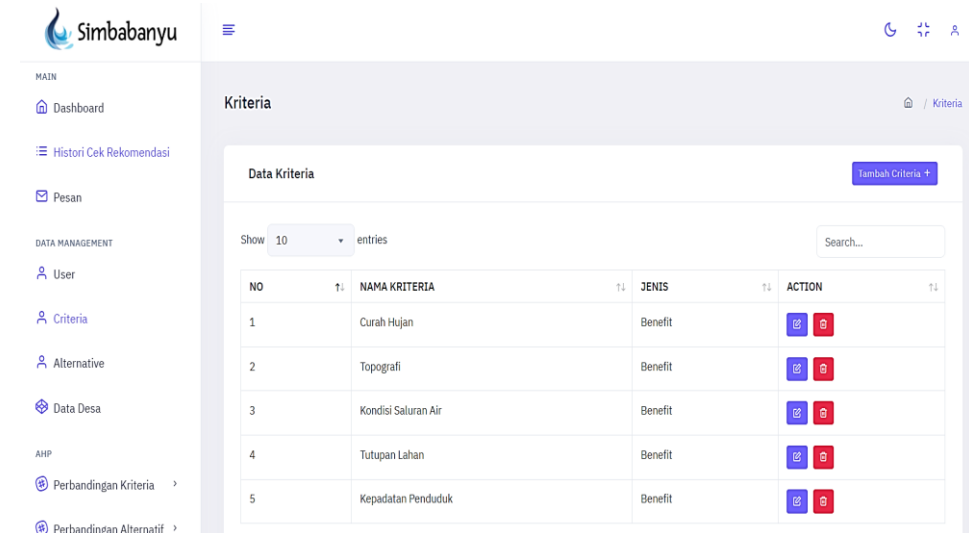 Simbabanyu
MAIN
Dashboard
Histori Cek Rekomendasi
Pesan
DATA MANAGEMENT
User
Criteria
Alternative
Data Desa
AHP
Perbandingan Kriteria
Perbandingan Alternatif
Kriteria
/ Kriteria
Data Kriteria
Tambah Criteria +
Show 10 entries
Search...
NO NAMA KRITERIA JENIS ACTION
1 Curah Hujan Benefit
2 Topografi Benefit
3 Kondisi Saluran Air Benefit
4 Tutupan Lahan Benefit
5 Kepadatan Penduduk Benefit